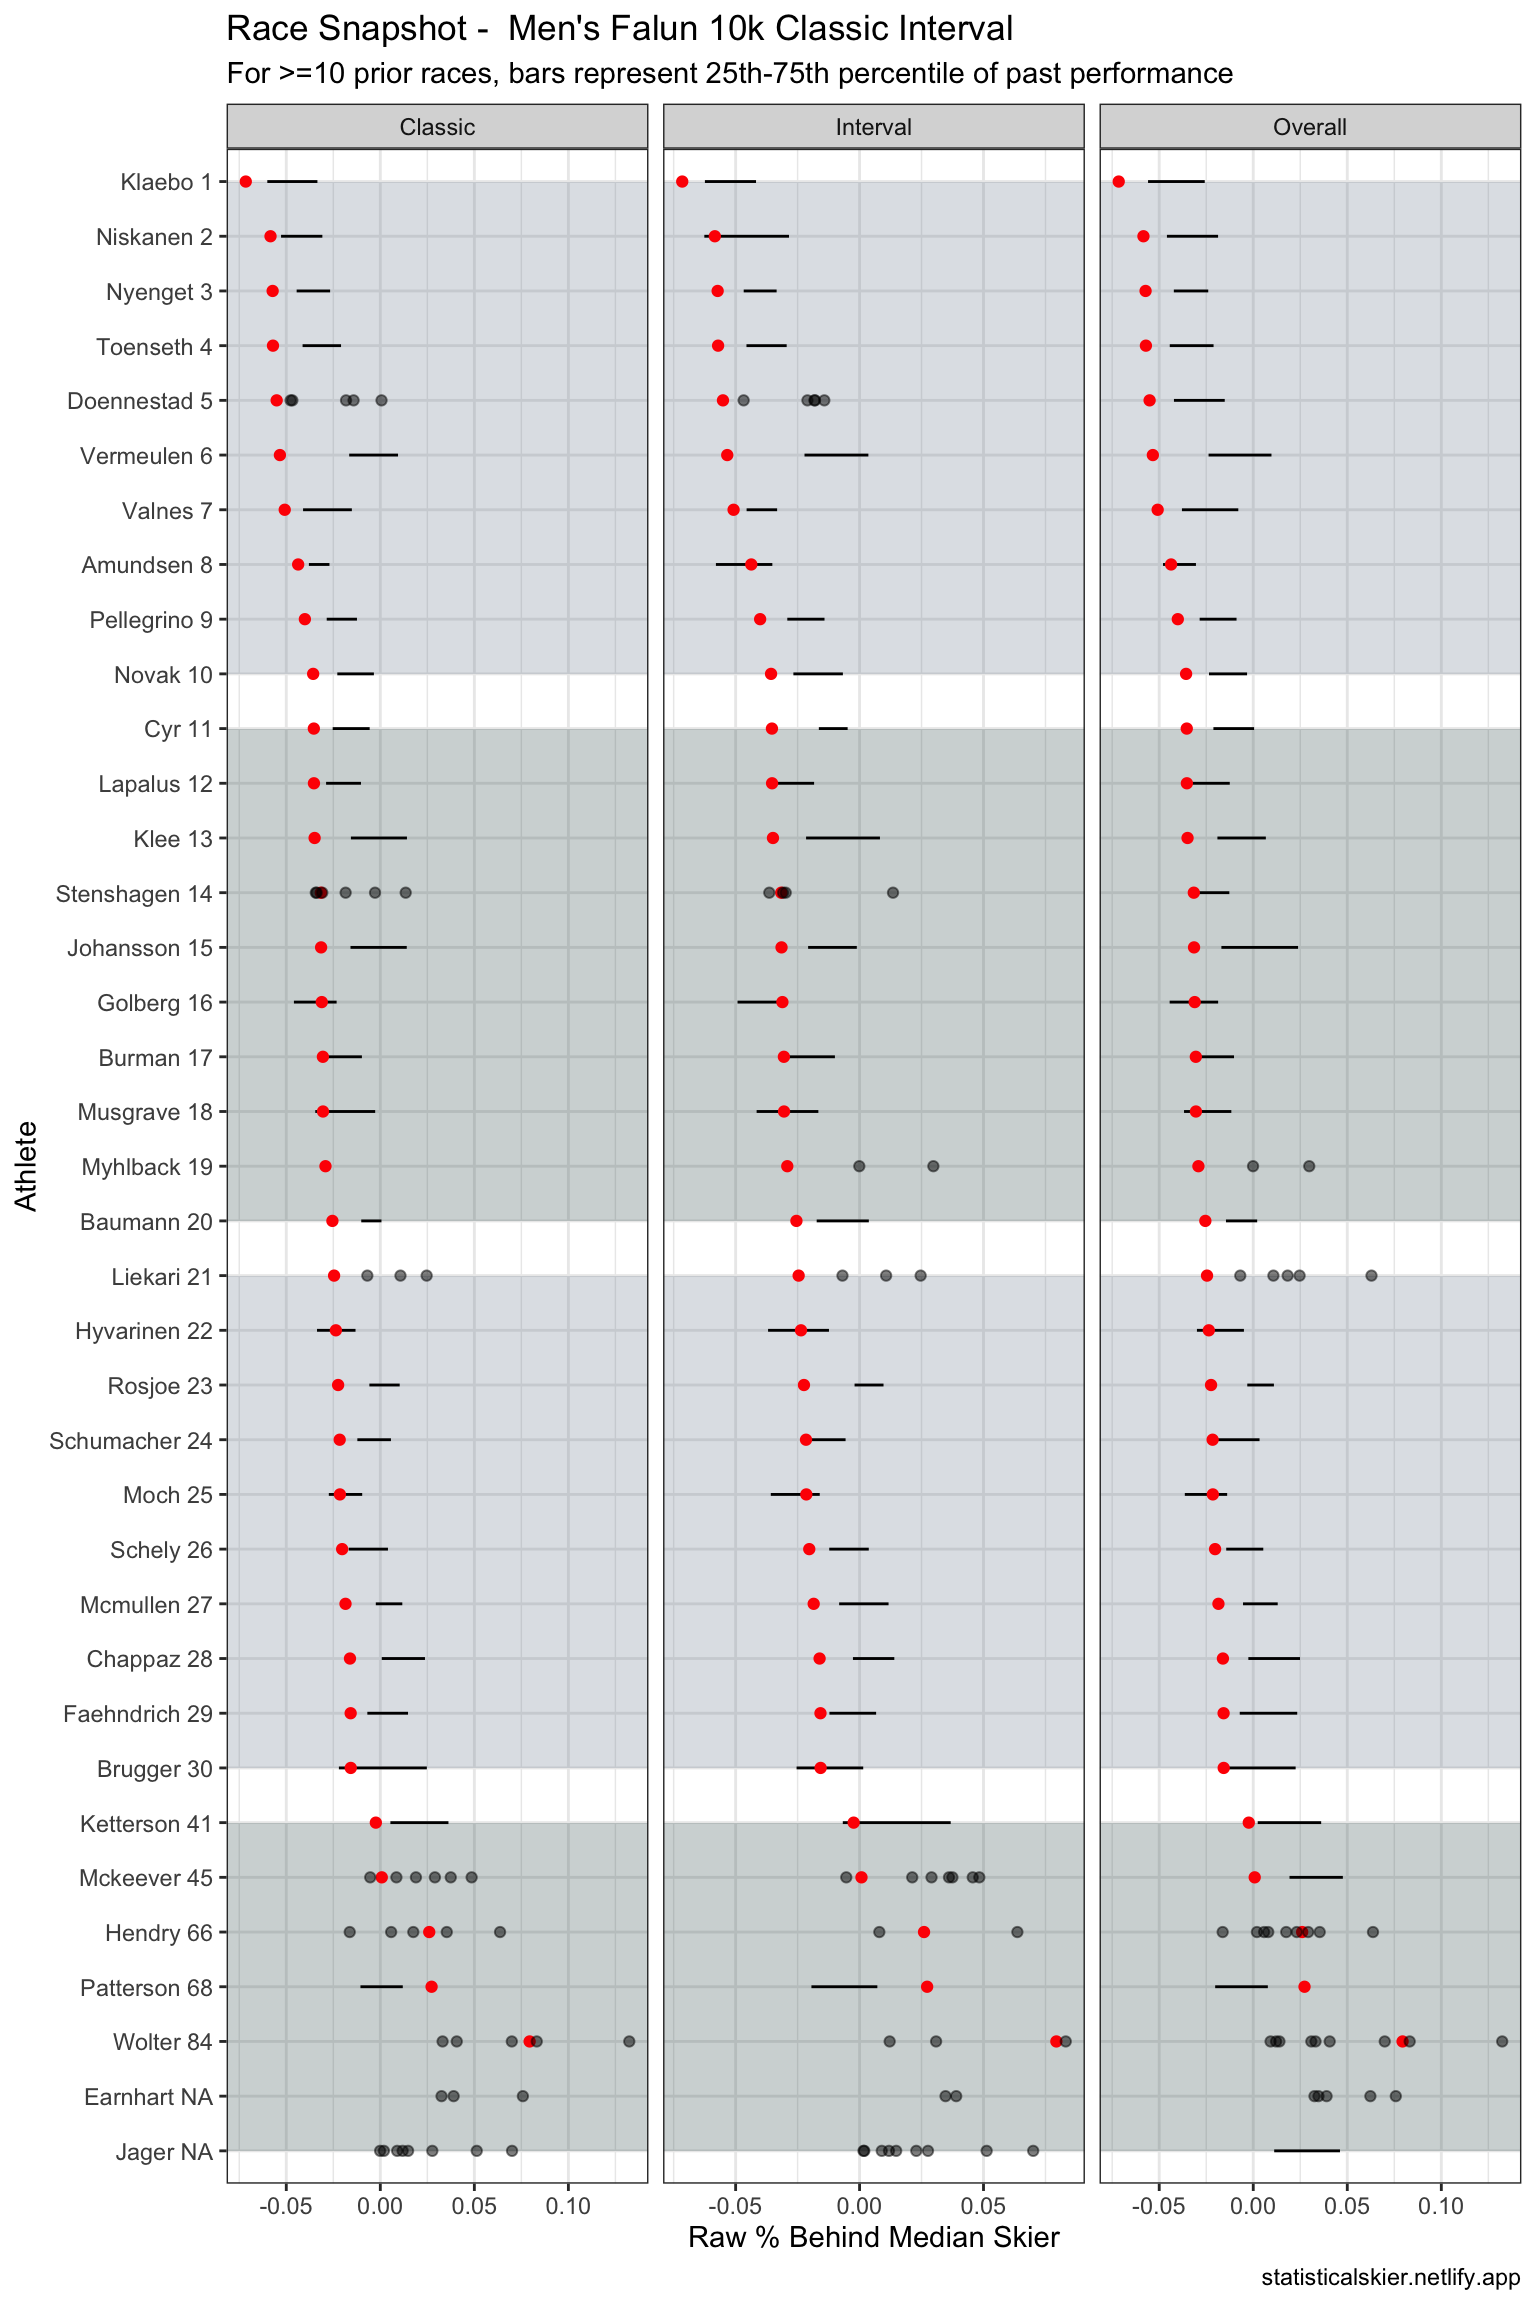 Race Snapshot -  Men's Falun 10k Classic Interval
For >=10 prior races, bars represent 25th-75th percentile of past performance
Classic
Interval
Overall
Klaebo 1
Niskanen 2
Nyenget 3
Toenseth 4
Doennestad 5
Vermeulen 6
Valnes 7
Amundsen 8
Pellegrino 9
Novak 10
Cyr 11
Lapalus 12
Klee 13
Stenshagen 14
Johansson 15
Golberg 16
Burman 17
Musgrave 18
Myhlback 19
Baumann 20
Liekari 21
Hyvarinen 22
Rosjoe 23
Schumacher 24
Moch 25
Schely 26
Mcmullen 27
Chappaz 28
Faehndrich 29
Brugger 30
Ketterson 41
Mckeever 45
Hendry 66
Patterson 68
Wolter 84
Earnhart NA
Jager NA
Athlete
-0.05 0.00 0.05 0.10
-0.05 0.00 0.05
-0.05 0.00 0.05 0.10
Raw % Behind Median Skier
statisticalskier.netlify.app